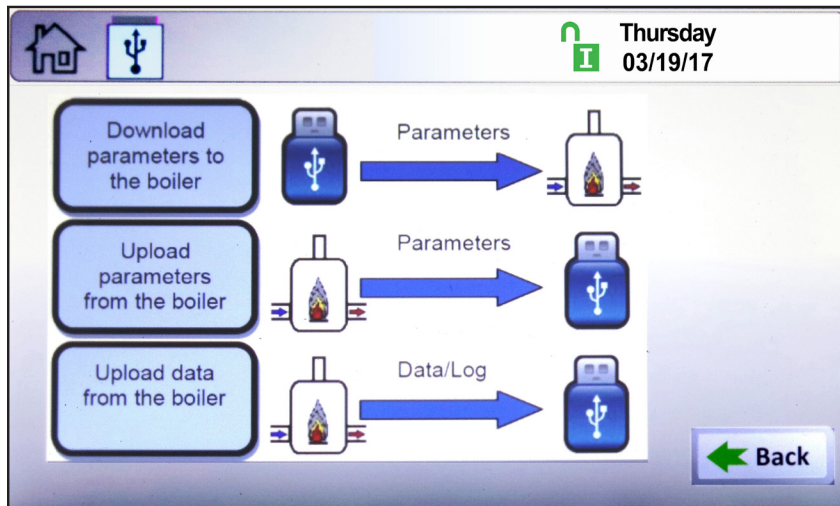 Thursday
03/19/17
I
Download
parameters to
the boiler
Parameters
Upload
parameters
from the boiler
Parameters
Upload data
from the boiler
Data/Log
Back